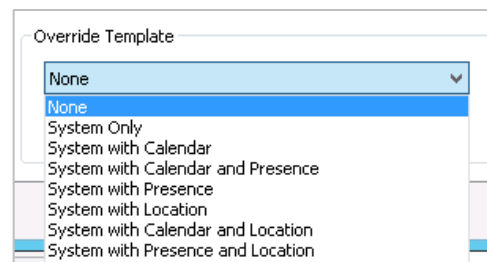 Override Template
None
None
System Only
System with Calendar
System with Calendar and Presence
System with Presence
System with Location
System with Calendar and Location
System with Presence and Location